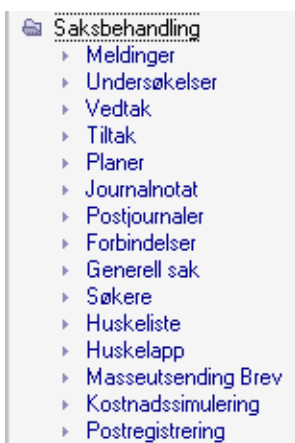 Saksbehandling
Meldinger
Undersøkelser
Vedtak
Tiltak
Planer
Journalnotat
Postjournaler
Forbindelser
Generell sak
Søkere
Huskeliste
Huskelapp
Masseutsending Brev
Kostnadssimulering
Postregistrering